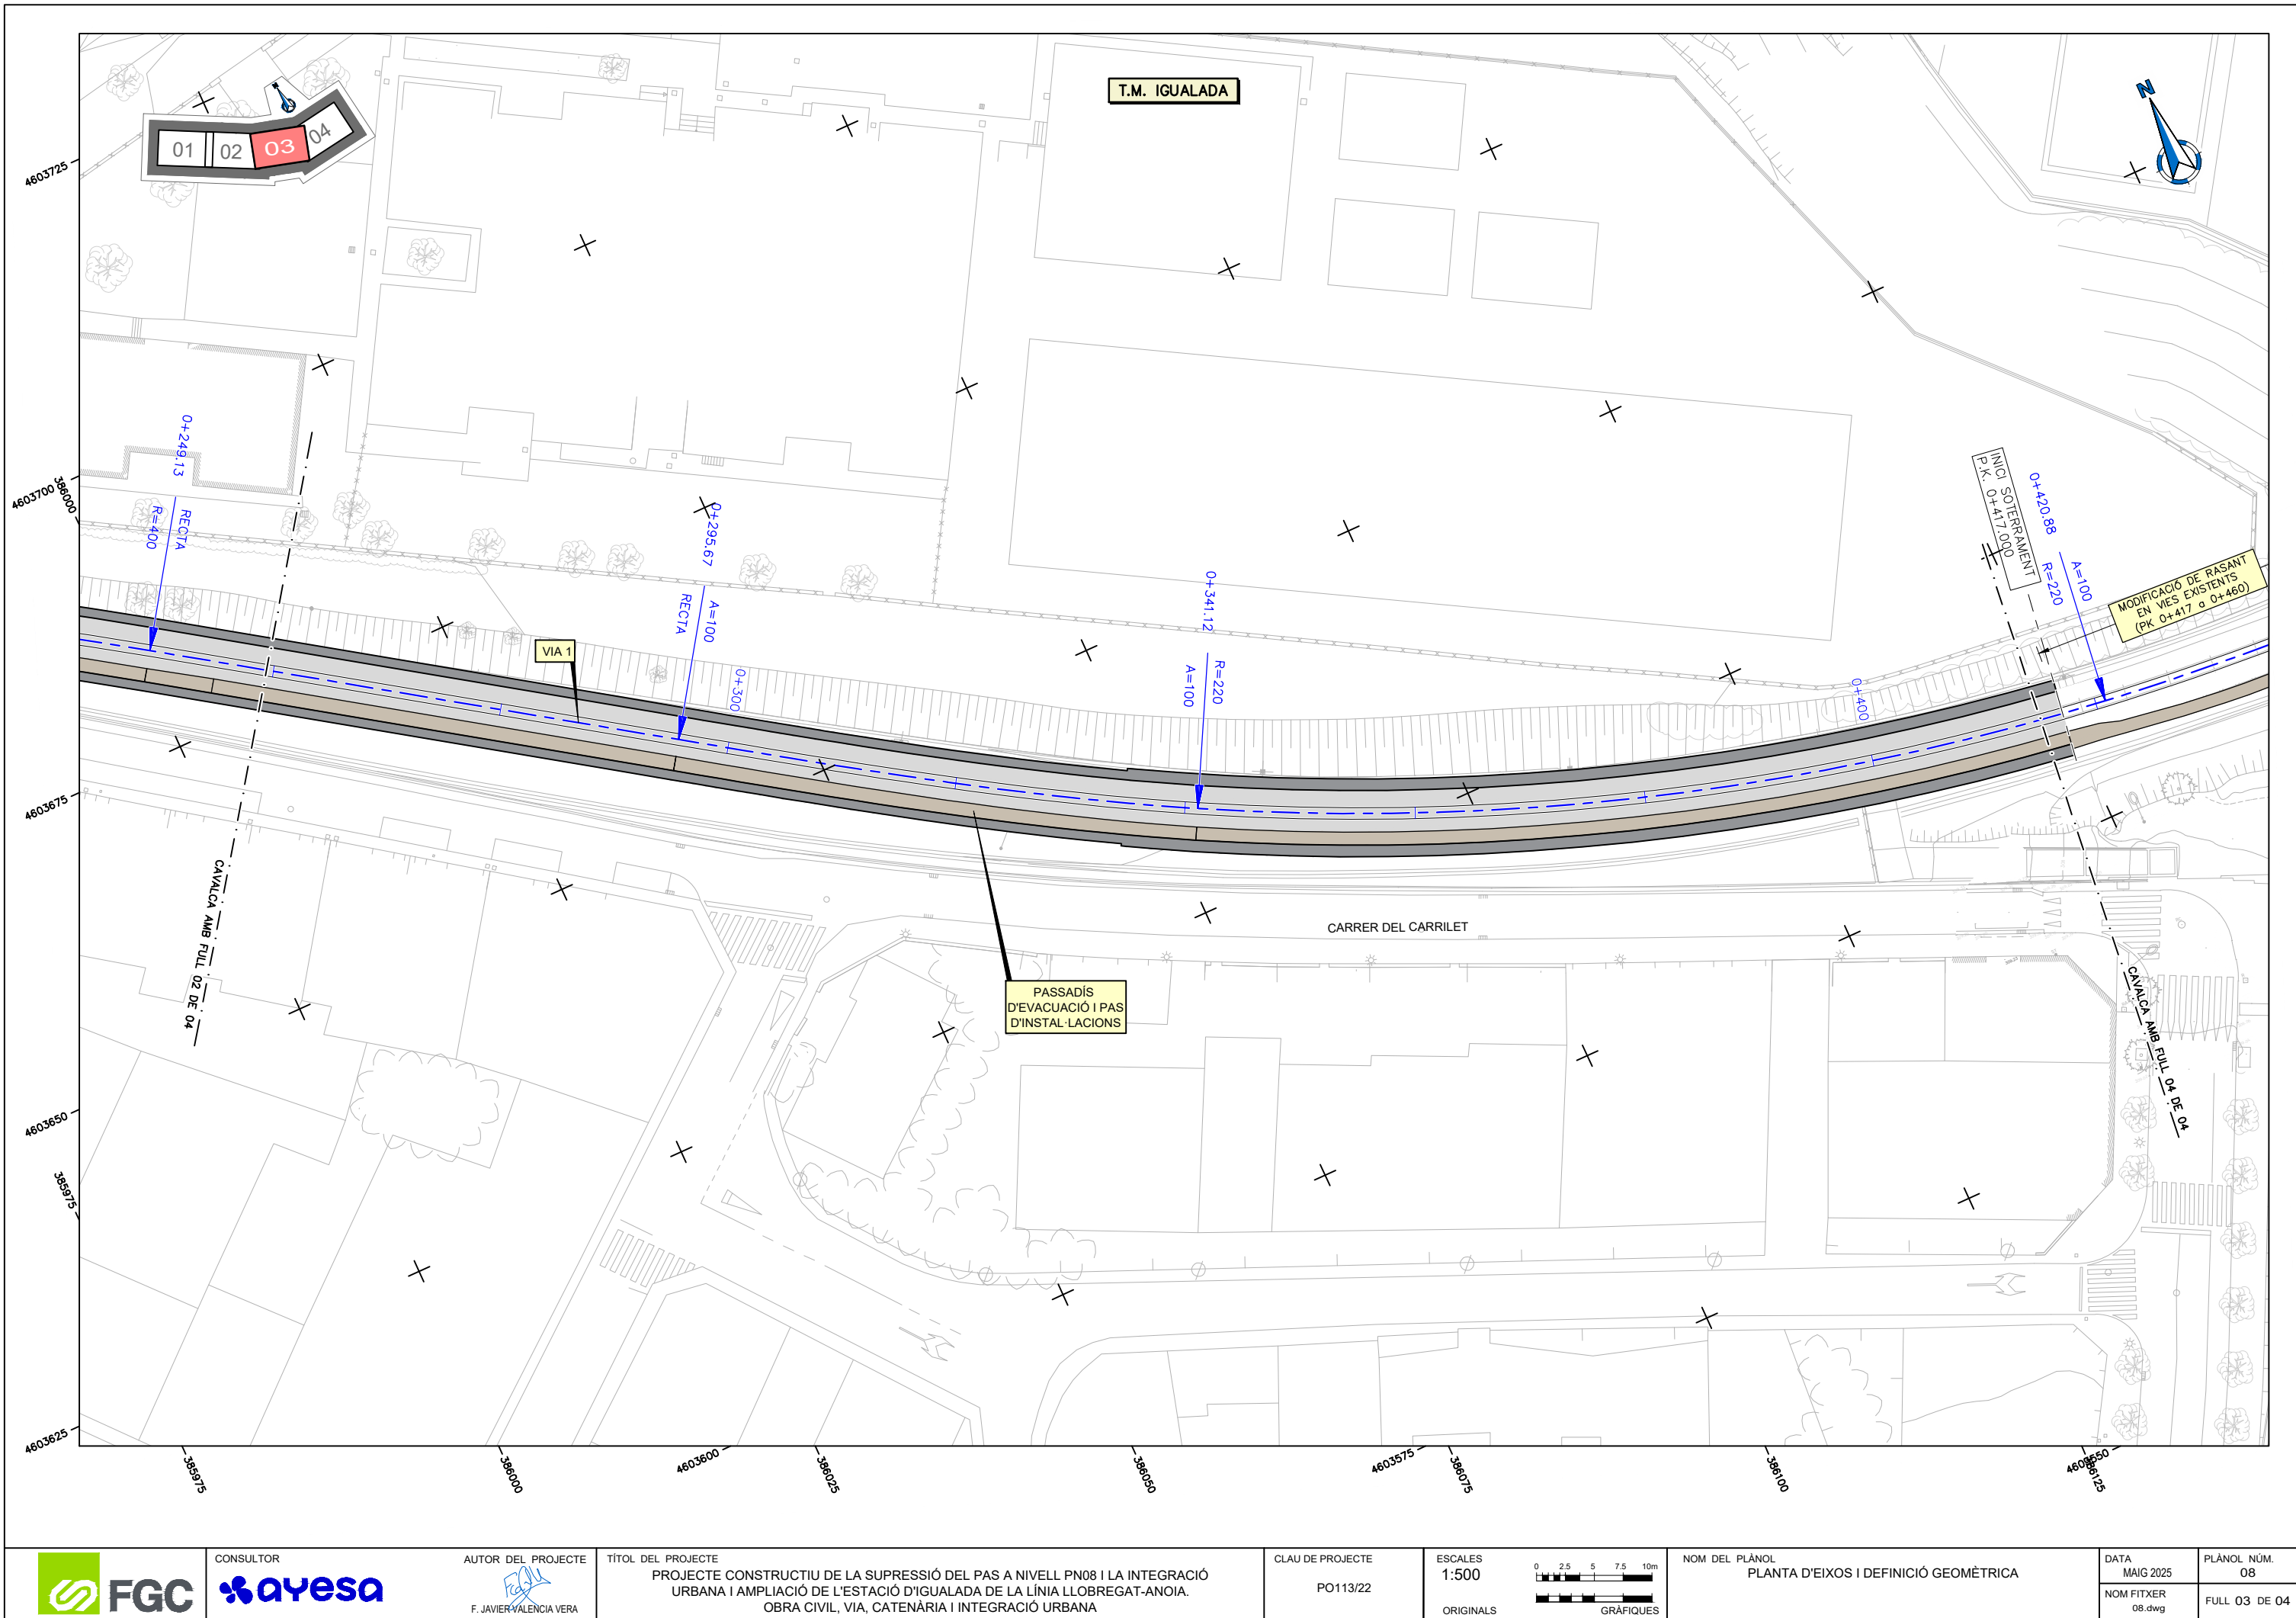 T.M. IGUALADA
N
01
02
03
04
4603725
4603700
386000
4603675
4603650
385975
4603625
0+249.13
RECTA
R=400
0+295.67
A=100
RECTA
0+300
VIA 1
0+341.12
R=220
A=100
INICI SOTERRAMENT
P.K. 0+417.000
0+420.88
A=100
R=220
0+400
MODIFICACIÓ DE RASANT
EN VIES EXISTENTS
(PK 0+417 a 0+460)
CAVALCA AMB FULL 02 DE 04
CARRER DEL CARRILET
PASSADÍS
D'EVACUACIÓ I PAS
D'INSTAL·LACIONS
CAVALCA AMB FULL 04 DE 04
385975
386000
4603600
386025
386050
4603575
386075
386100
4603550
386125
FGC
CONSULTOR
ayesa
AUTOR DEL PROJECTE
F. JAVIER VALENCIA VERA
TÍTOL DEL PROJECTE
PROJECTE CONSTRUCTIU DE LA SUPRESSIÓ DEL PAS A NIVELL PN08 I LA INTEGRACIÓ
URBANA I AMPLIACIÓ DE L'ESTACIÓ D'IGUALADA DE LA LÍNIA LLOBREGAT-ANOIA.
OBRA CIVIL, VIA, CATENÀRIA I INTEGRACIÓ URBANA
CLAU DE PROJECTE
PO113/22
ESCALES
1:500
ORIGINALS
0 2.5 5 7.5 10m
GRÀFIQUES
NOM DEL PLÀNOL
PLANTA D'EIXOS I DEFINICIÓ GEOMÈTRICA
DATA
MAIG 2025
NOM FITXER
08.dwg
PLÀNOL NÚM.
08
FULL 03 DE 04